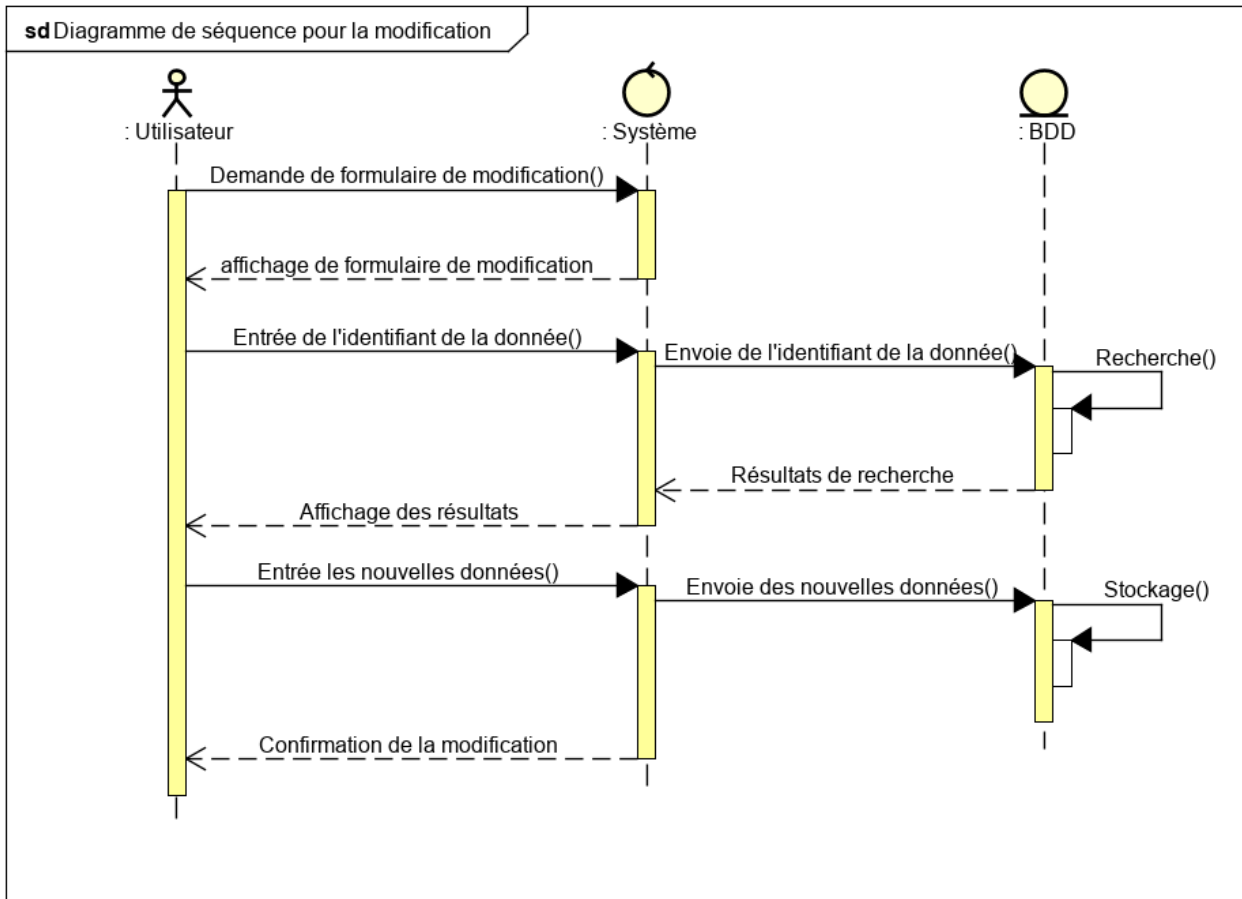 sd Diagramme de séquence pour la modification
: Utilisateur
: Système
: BDD
Demande de formulaire de modification()
affichage de formulaire de modification
Entrée de l'identifiant de la donnée()
Envoie de l'identifiant de la donnée()
Recherche()
Résultats de recherche
Affichage des résultats
Entrée les nouvelles données()
Envoie des nouvelles données()
Stockage()
Confirmation de la modification